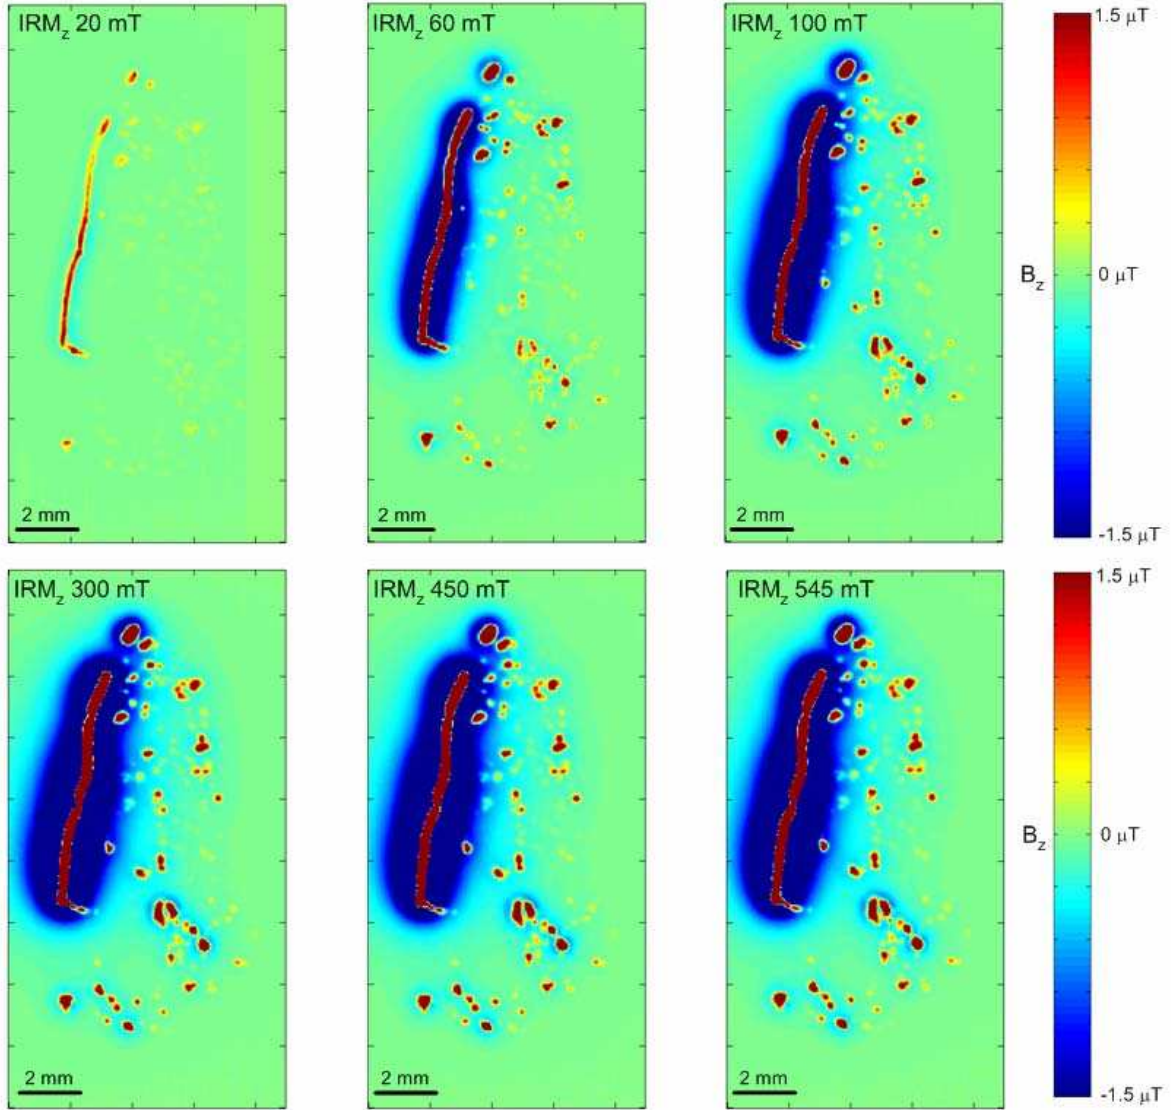 IRMz 20 mT
IRMz 60 mT
IRMz 100 mT
1.5 μT
Bz
0 μT
-1.5 μT
2 mm
2 mm
2 mm
IRMz 300 mT
IRMz 450 mT
IRMz 545 mT
1.5 μT
Bz
0 μT
-1.5 μT
2 mm
2 mm
2 mm